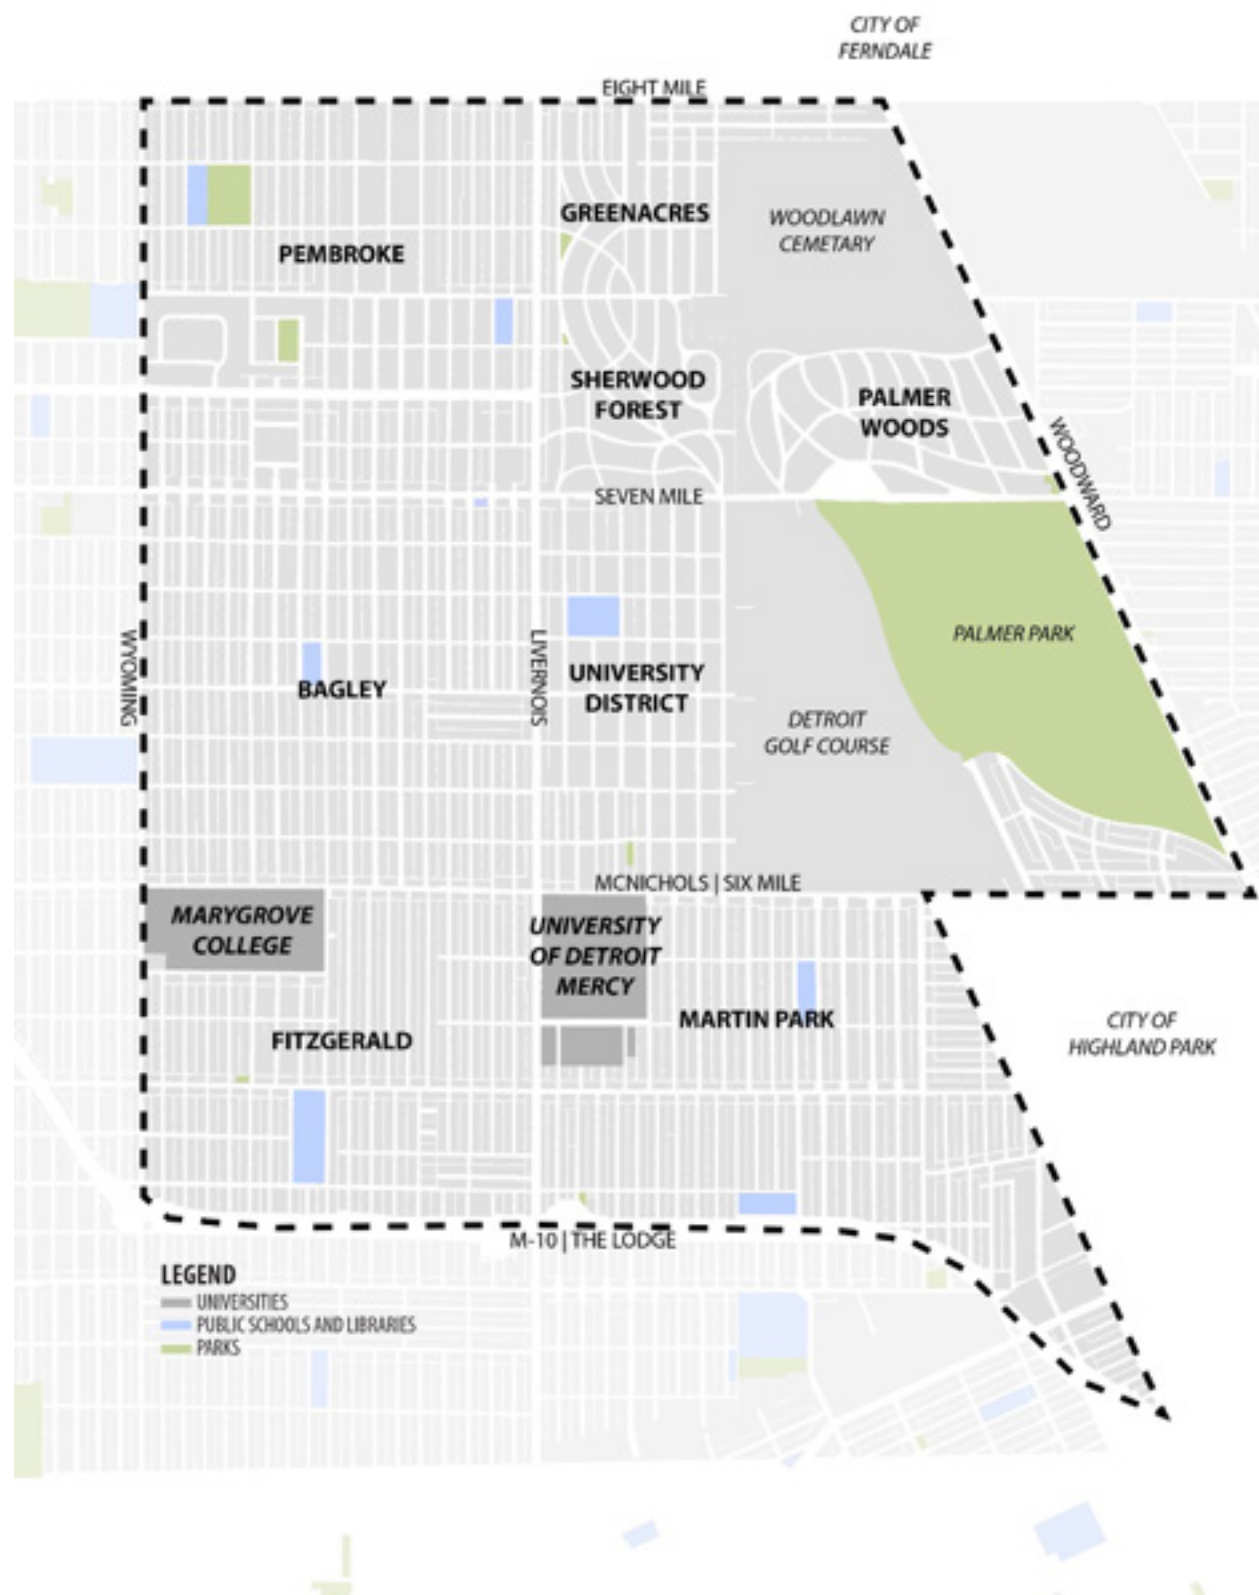 CITY OF
FERNDALE
EIGHT MILE
GREENACRES
WOODLAWN
CEMETARY
PEMBROKE
SHERWOOD
FOREST
PALMER
WOODS
WOODWARD
SEVEN MILE
WYOMING
LIVERNOIS
PALMER PARK
BAGLEY
UNIVERSITY
DISTRICT
DETROIT
GOLF COURSE
MCNICHOLS | SIX MILE
MARYGROVE
COLLEGE
UNIVERSITY
OF DETROIT
MERCY
MARTIN PARK
FITZGERALD
CITY OF
HIGHLAND PARK
M-10 | THE LODGE
LEGEND
UNIVERSITIES
PUBLIC SCHOOLS AND LIBRARIES
PARKS